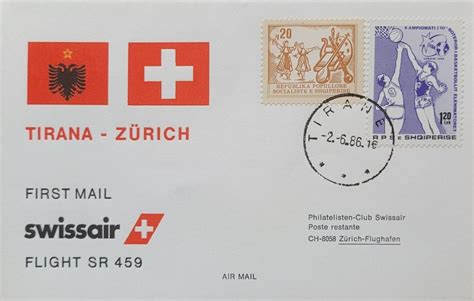 TIRANA - ZÜRICH
FIRST MAIL
swissair
FLIGHT SR 459
20
REPUBLIKA POPULLORE
SOCIALISTE E SHQIPERISE
1,20
LEK
R P S E SHQIPERISE
TIRANE
-2.-6.86.16
Philatelisten-Club Swissair
Poste restante
CH-8058 Zürich-Flughafen
AIR MAIL